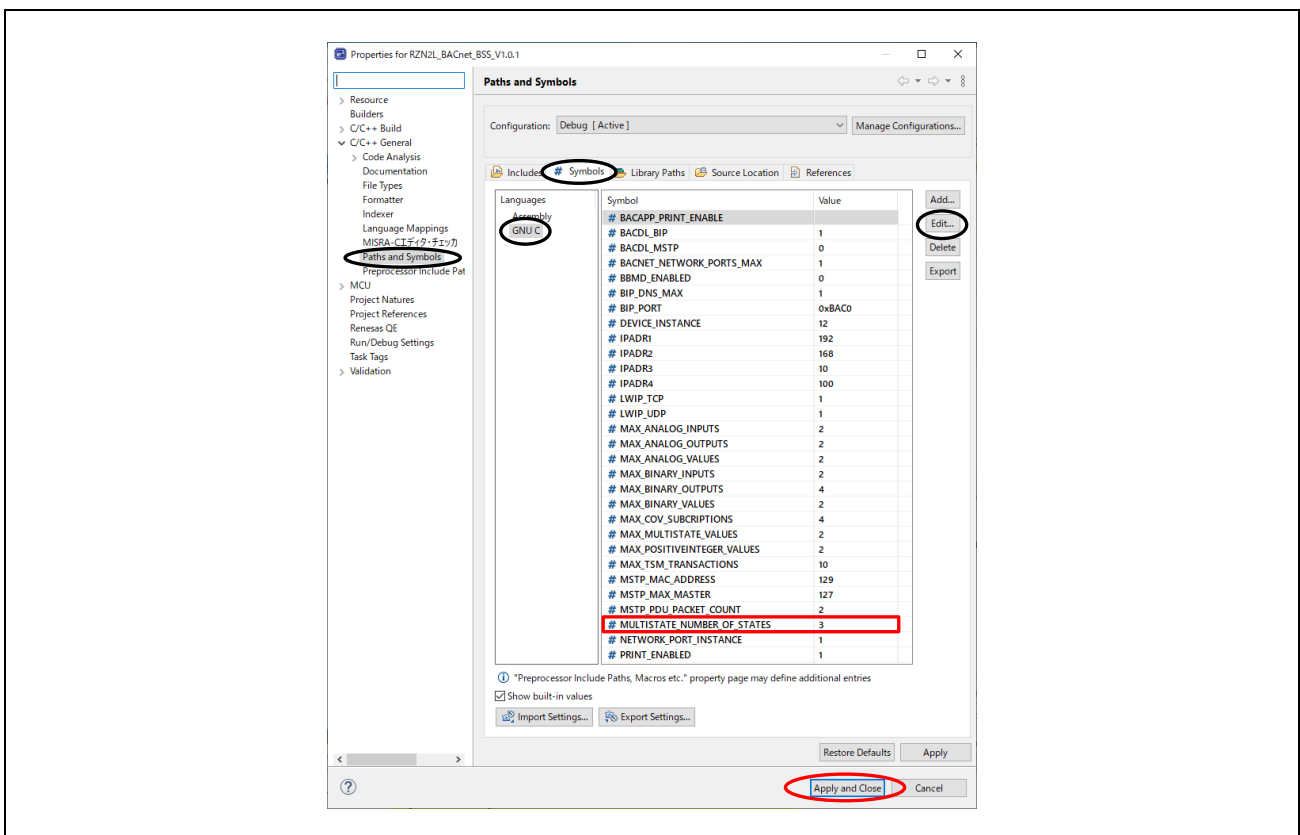 Properties for RZN2L_BACnet_BSS_V1.0.1
Paths and Symbols
Resource
Builders
C/C++ Build
C/C++ General
Code Analysis
Documentation
File Types
Formatter
Indexer
Language Mappings
MISRA-Cエディタ・チェッカ
Paths and Symbols
Preprocessor Include Pat
MCU
Project Natures
Project References
Renesas QE
Run/Debug Settings
Task Tags
Validation
Configuration: Debug [ Active ] Manage Configurations...
Includes # Symbols Library Paths Source Location References
Languages
Assembly
GNU C
Symbol Value
# BACAPP_PRINT_ENABLE
# BACDL_BIP 1
# BACDL_MSTP 0
# BACNET_NETWORK_PORTS_MAX 1
# BBMD_ENABLED 0
# BIP_DNS_MAX 1
# BIP_PORT 0xBAC0
# DEVICE_INSTANCE 12
# IPADR1 192
# IPADR2 168
# IPADR3 10
# IPADR4 100
# LWIP_TCP 1
# LWIP_UDP 1
# MAX_ANALOG_INPUTS 2
# MAX_ANALOG_OUTPUTS 2
# MAX_ANALOG_VALUES 2
# MAX_BINARY_INPUTS 2
# MAX_BINARY_OUTPUTS 4
# MAX_BINARY_VALUES 2
# MAX_COV_SUBCRIPTIONS 4
# MAX_MULTISTATE_VALUES 2
# MAX_POSITIVEINTEGER_VALUES 2
# MAX_TSM_TRANSACTIONS 10
# MSTP_MAC_ADDRESS 129
# MSTP_MAX_MASTER 127
# MSTP_PDU_PACKET_COUNT 2
# MULTISTATE_NUMBER_OF_STATES 3
# NETWORK_PORT_INSTANCE 1
# PRINT_ENABLED 1
Add...
Edit...
Delete
Export
"Preprocessor Include Paths, Macros etc." property page may define additional entries
Show built-in values
Import Settings... Export Settings...
Restore Defaults Apply
Apply and Close Cancel